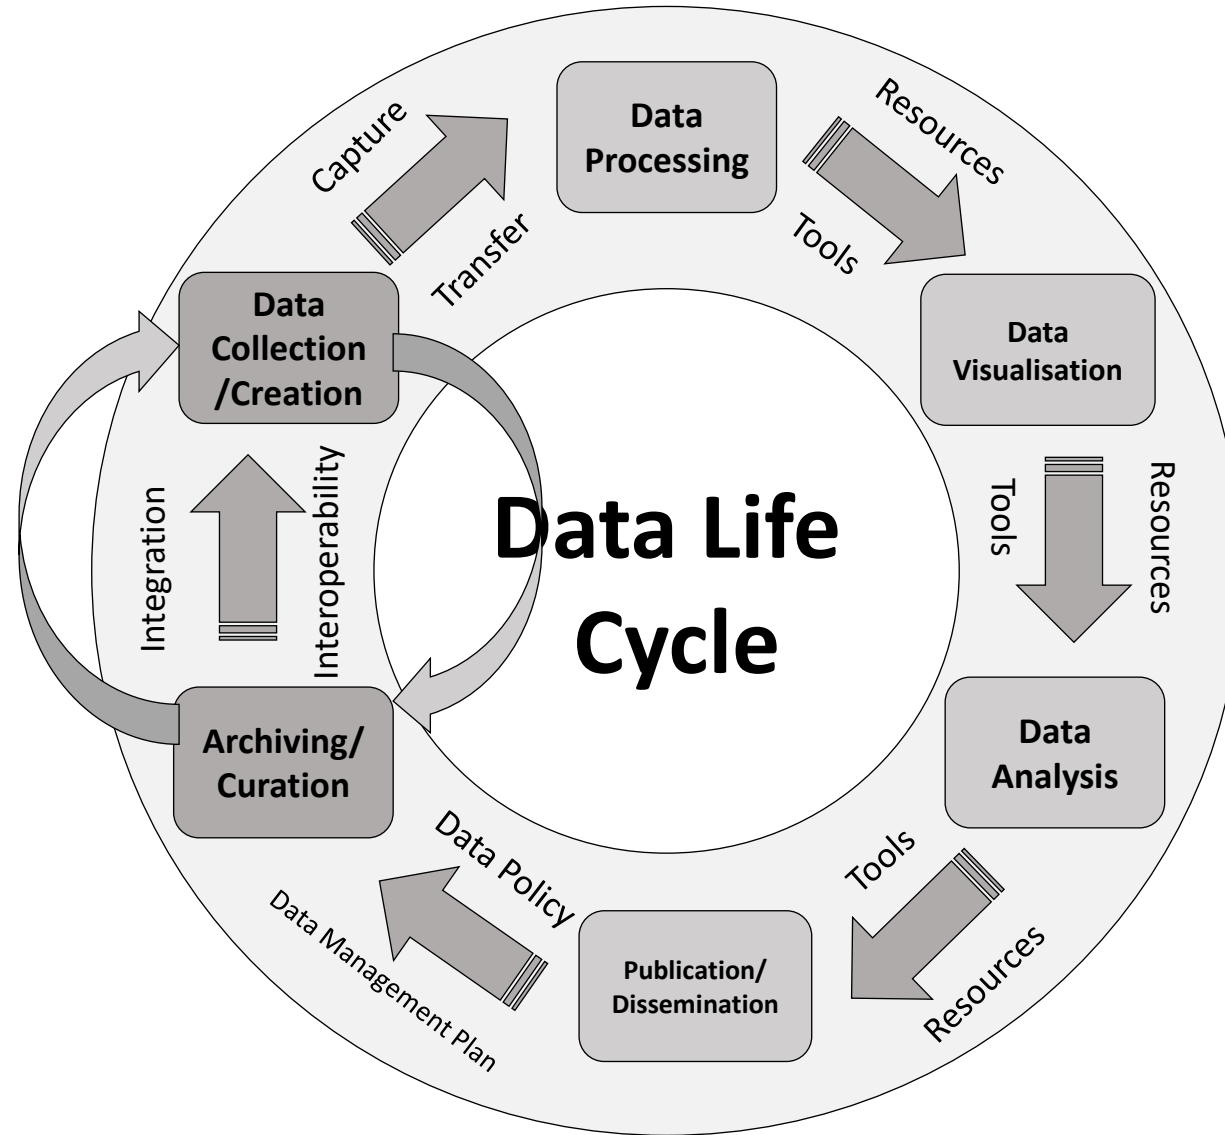 Data Life
Cycle
Data
Collection
/Creation
Capture
Transfer
Data
Processing
Resources
Tools
Data
Visualisation
Resources
Tools
Data
Analysis
Tools
Resources
Publication/
Dissemination
Data Policy
Data Management Plan
Archiving/
Curation
Integration
Interoperability